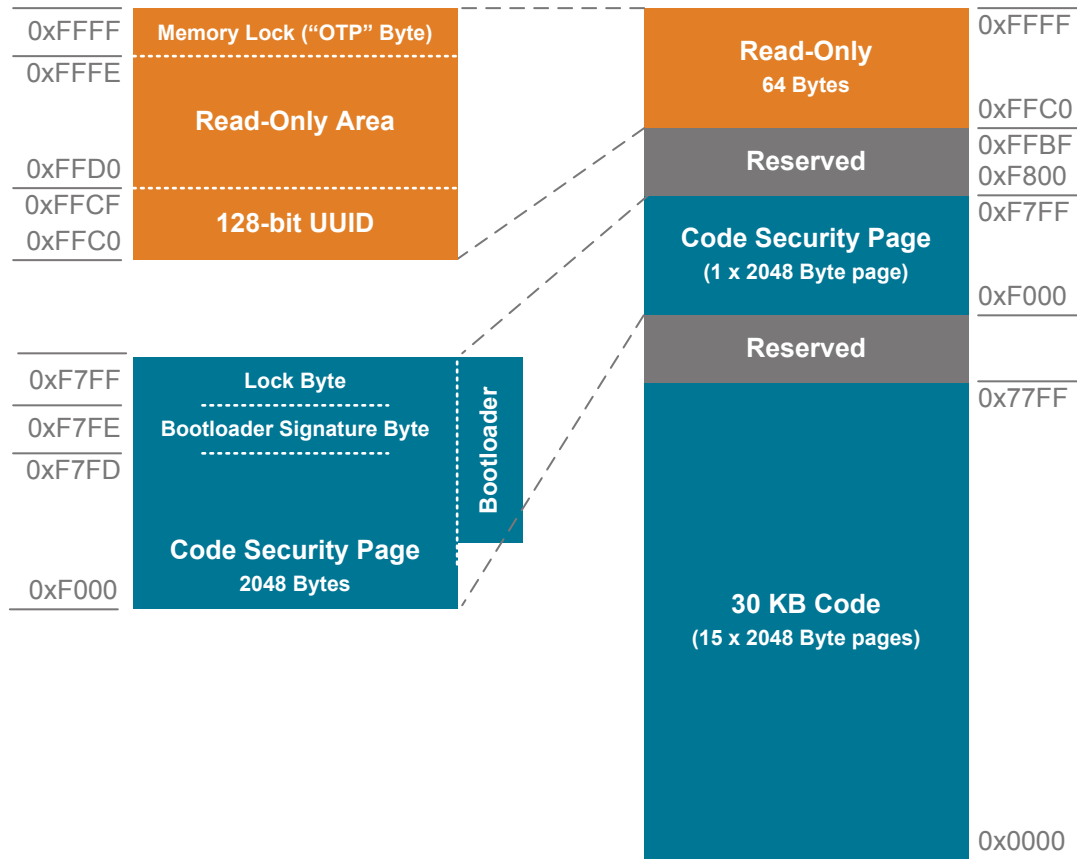 0xFFFF
Memory Lock (“OTP” Byte)
0xFFFE
Read-Only Area
0xFFD0
0xFFCF
128-bit UUID
0xFFC0
0xF7FF
Lock Byte
0xF7FE
Bootloader Signature Byte
0xF7FD
Code Security Page
2048 Bytes
0xF000
Bootloader
Read-Only
64 Bytes
0xFFFF
0xFFC0
Reserved
0xFFBF
0xF800
Code Security Page
(1 x 2048 Byte page)
0xF7FF
0xF000
Reserved
0x77FF
30 KB Code
(15 x 2048 Byte pages)
0x0000